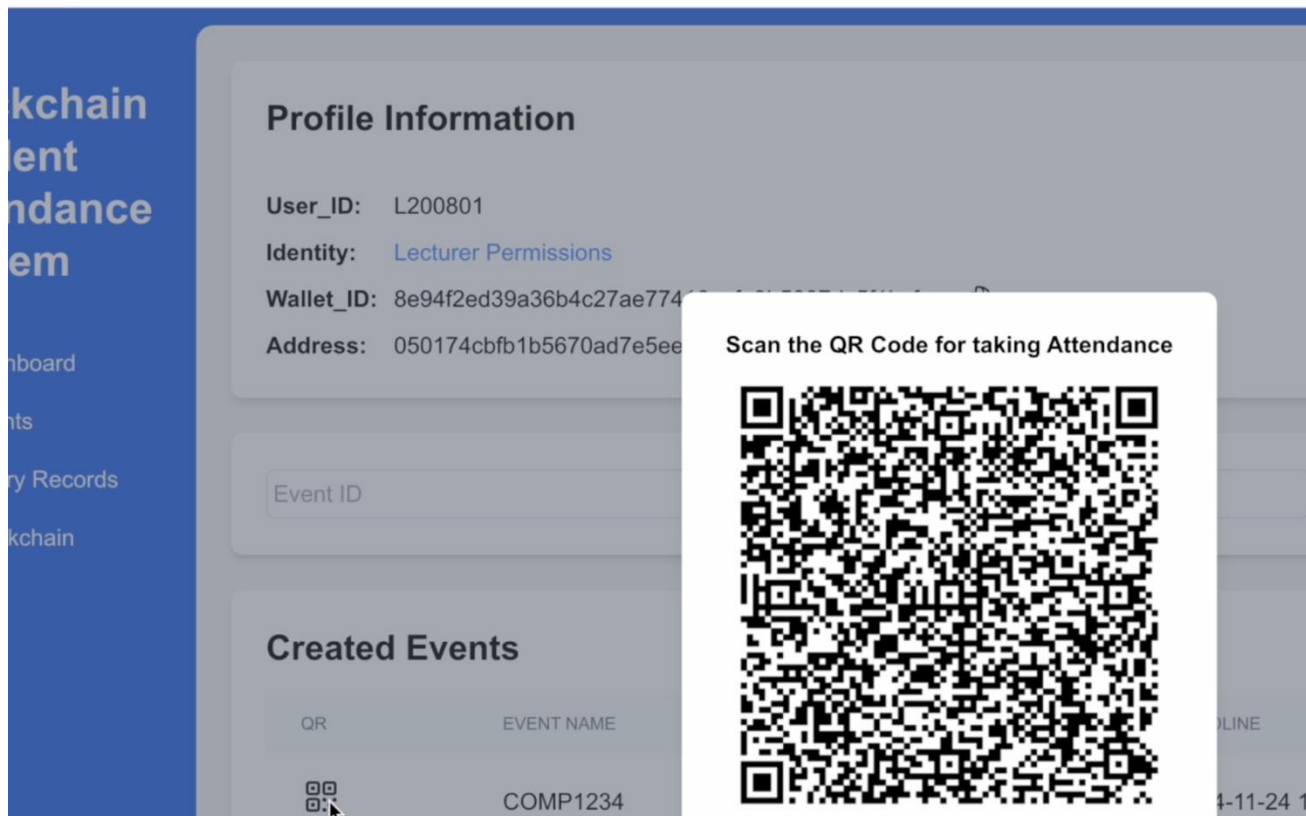 kchain
lent
ndance
em
hboard
nts
ry Records
kchain
Profile Information
User_ID: L200801
Identity: Lecturer Permissions
Wallet_ID:
Address: 050174cbfb1b5670ad7e5ee
Scan the QR Code for taking Attendance
Event ID
Created Events
QR EVENT NAME DLINE
COMP1234 4-11-24 1